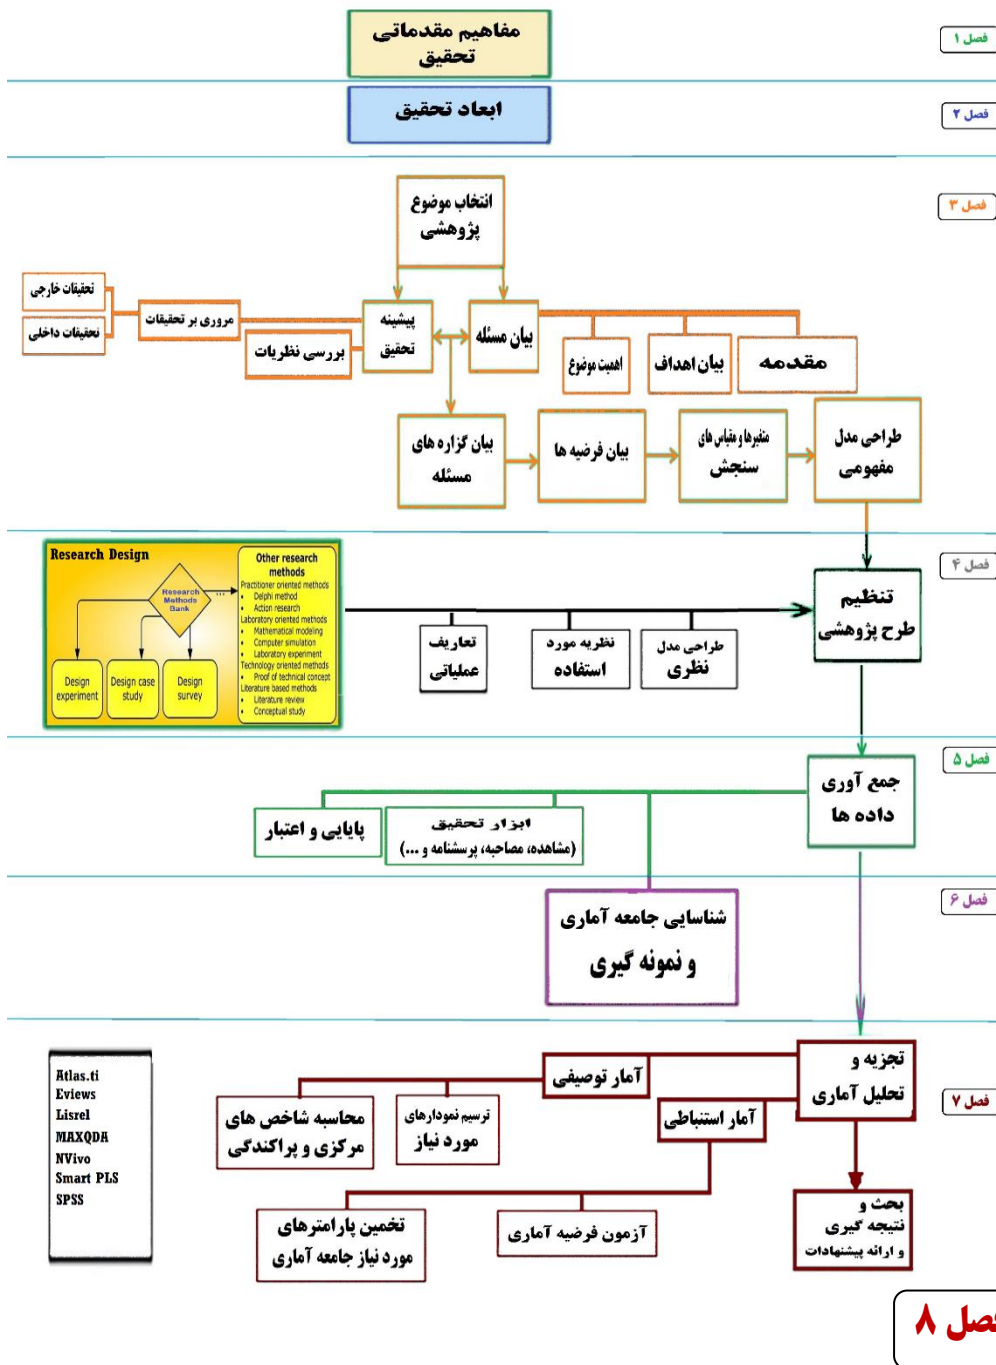 مفاهیم مقدماتی
تحقیق
فصل ۱
ابعاد تحقیق
فصل ۲
فصل ۳
انتخاب موضوع
پژوهشی
بیان مسئله
پیشینه
تحقیق
مقدمه
بیان اهداف
اهمیت موضوع
بررسی نظریات
مروری بر تحقیقات
تحقیقات خارجی
تحقیقات داخلی
بیان گزاره های
مسئله
بیان فرضیه ها
متغیرها و مقیاس های
سنجش
طراحی مدل
مفهومی
فصل ۴
تنظیم
طرح پژوهشی
طراحی مدل
نظری
نظریه مورد
استفاده
تعاریف
عملیاتی
Research Design
Research
Methods
Bank
...
Design
experiment
Design case
study
Design
survey
Other research
methods
Practitioner oriented methods
• Delphi method
• Action research
Laboratory oriented methods
• Mathematical modeling
• Computer simulation
• Laboratory experiment
Technology oriented methods
• Proof of technical concept
Literature based methods
• Literature review
• Conceptual study
فصل ۵
جمع آوری
داده ها
ابزار تحقیق
(مشاهده، مصاحبه، پرسشنامه و ...)
پایایی و اعتبار
فصل ۶
شناسایی جامعه آماری
و نمونه گیری
فصل ۷
تجزیه و
تحلیل آماری
آمار توصیفی
ترسیم نمودارهای
مورد نیاز
محاسبه شاخص های
مرکزی و پراکندگی
آمار استنباطی
آزمون فرضیه آماری
تخمین پارامترهای
مورد نیاز جامعه آماری
بحث و
نتیجه گیری
و ارائه پیشنهادات
Atlas.ti
Eviews
Lisrel
MAXQDA
NVivo
Smart PLS
SPSS
فصل ۸